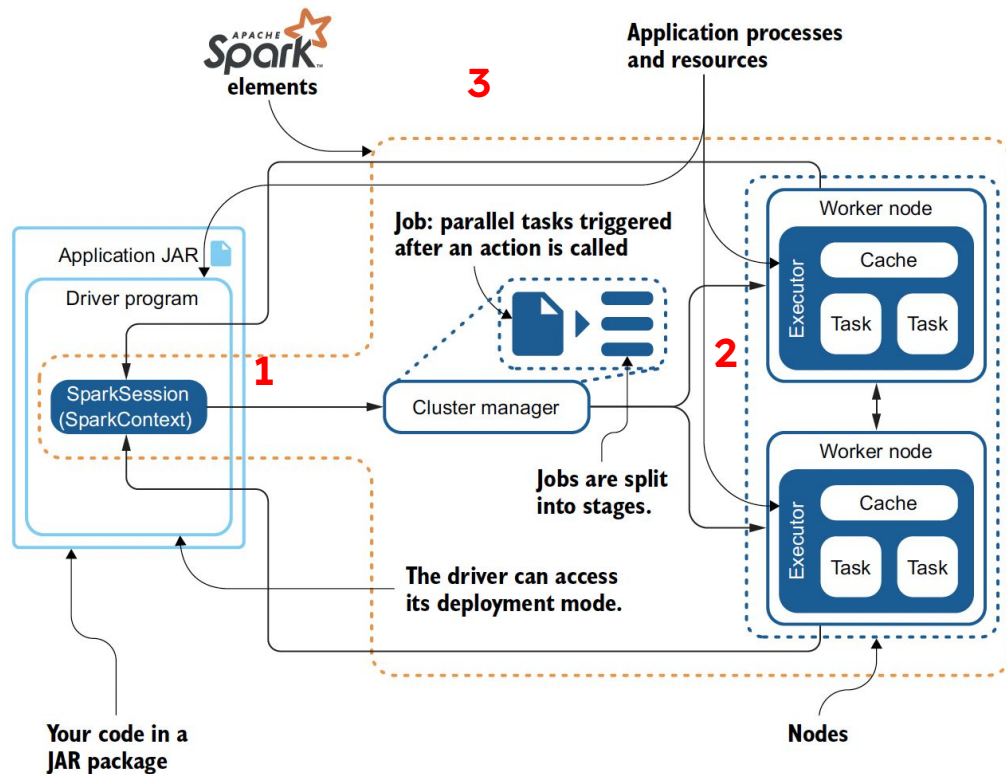 APACHE
Spark™
elements
3
Application processes
and resources
Application JAR
Driver program
SparkSession
(SparkContext)
1
Job: parallel tasks triggered
after an action is called
Cluster manager
Jobs are split
into stages.
2
Worker node
Executor
Cache
Task
Task
Worker node
Executor
Cache
Task
Task
The driver can access
its deployment mode.
Your code in a
JAR package
Nodes